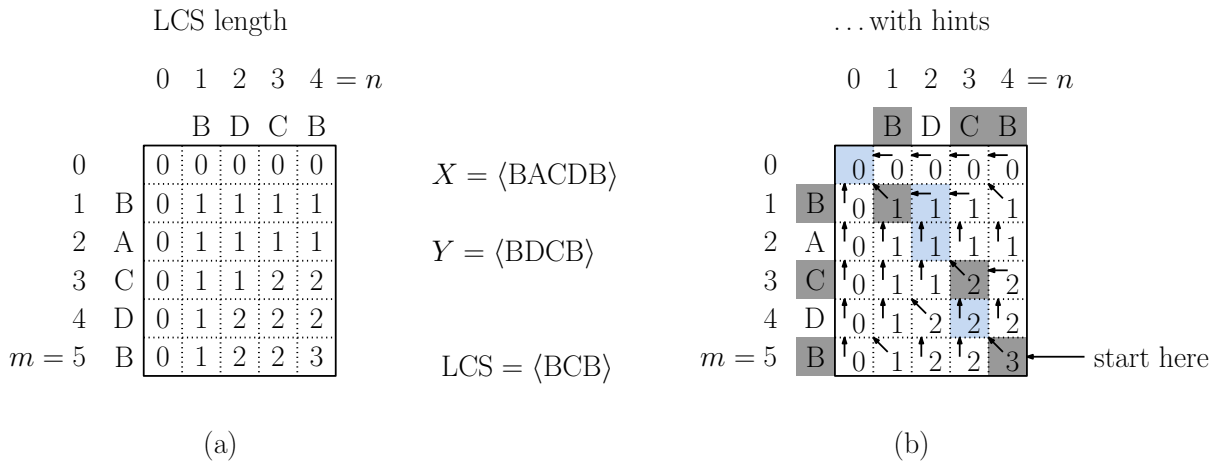 LCS length
0 1 2 3 4 = n
B D C B
0 0 0 0 0 0
1 B 0 1 1 1 1
2 A 0 1 1 1 1
3 C 0 1 1 2 2
4 D 0 1 2 2 2
m = 5 B 0 1 2 2 3
(a)
X = ⟨BACDB⟩
Y = ⟨BDCB⟩
LCS = ⟨BCB⟩
...with hints
0 1 2 3 4 = n
B D C B
0 0 0 0 0 0
1 B 0 1 1 1 1
2 A 0 1 1 1 1
3 C 0 1 1 2 2
4 D 0 1 2 2 2
m = 5 B 0 1 2 2 3 start here
(b)